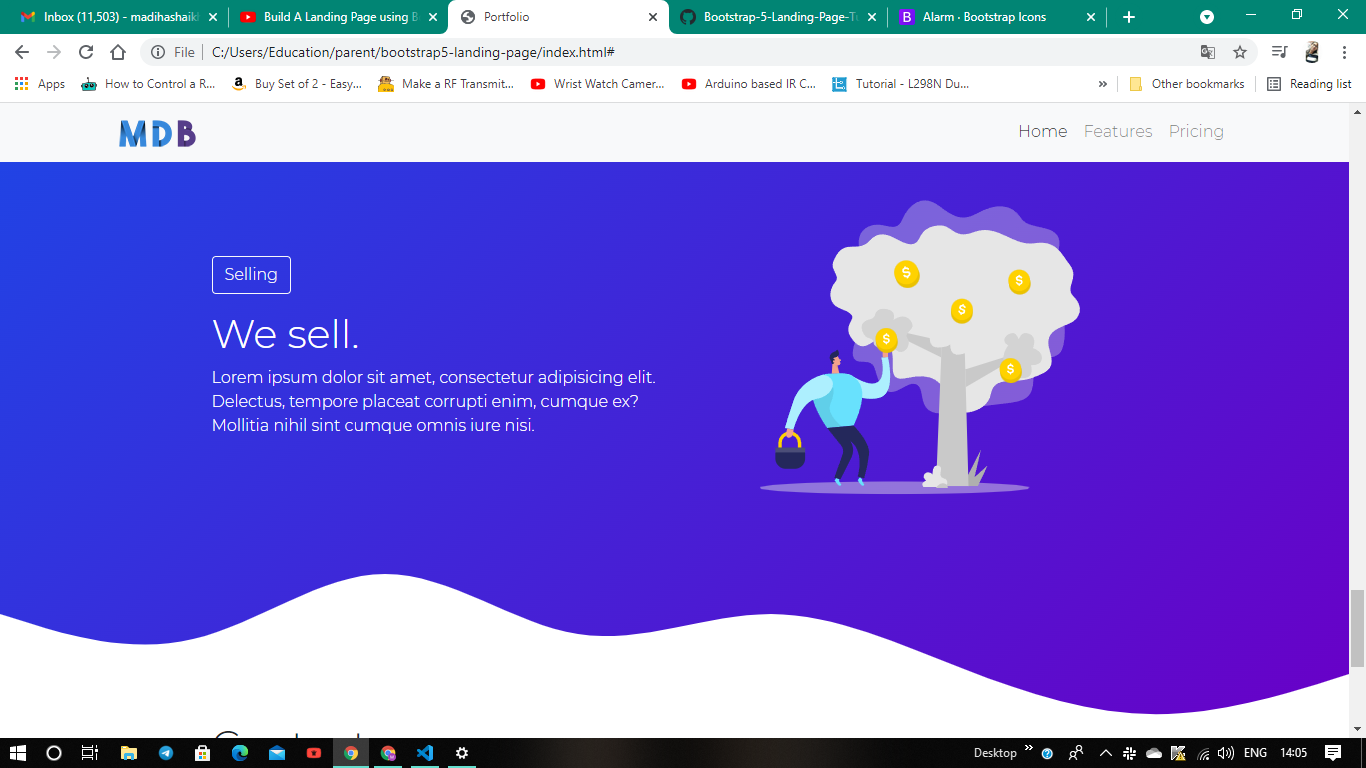 Inbox (11,503) - madihashaikh
Build A Landing Page using B
Portfolio
Bootstrap-5-Landing-Page-Tu
Alarm · Bootstrap Icons
File
C:/Users/Education/parent/bootstrap5-landing-page/index.html#
Apps
How to Control a R...
Buy Set of 2 - Easy...
Make a RF Transmit...
Wrist Watch Camer...
Arduino based IR C...
Tutorial - L298N Du...
»
Other bookmarks
Reading list
MDB
Home
Features
Pricing
Selling
We sell.
Lorem ipsum dolor sit amet, consectetur adipisicing elit.
Delectus, tempore placeat corrupti enim, cumque ex?
Mollitia nihil sint cumque omnis iure nisi.
$
$
$
$
$
Desktop
»
ENG
14:05